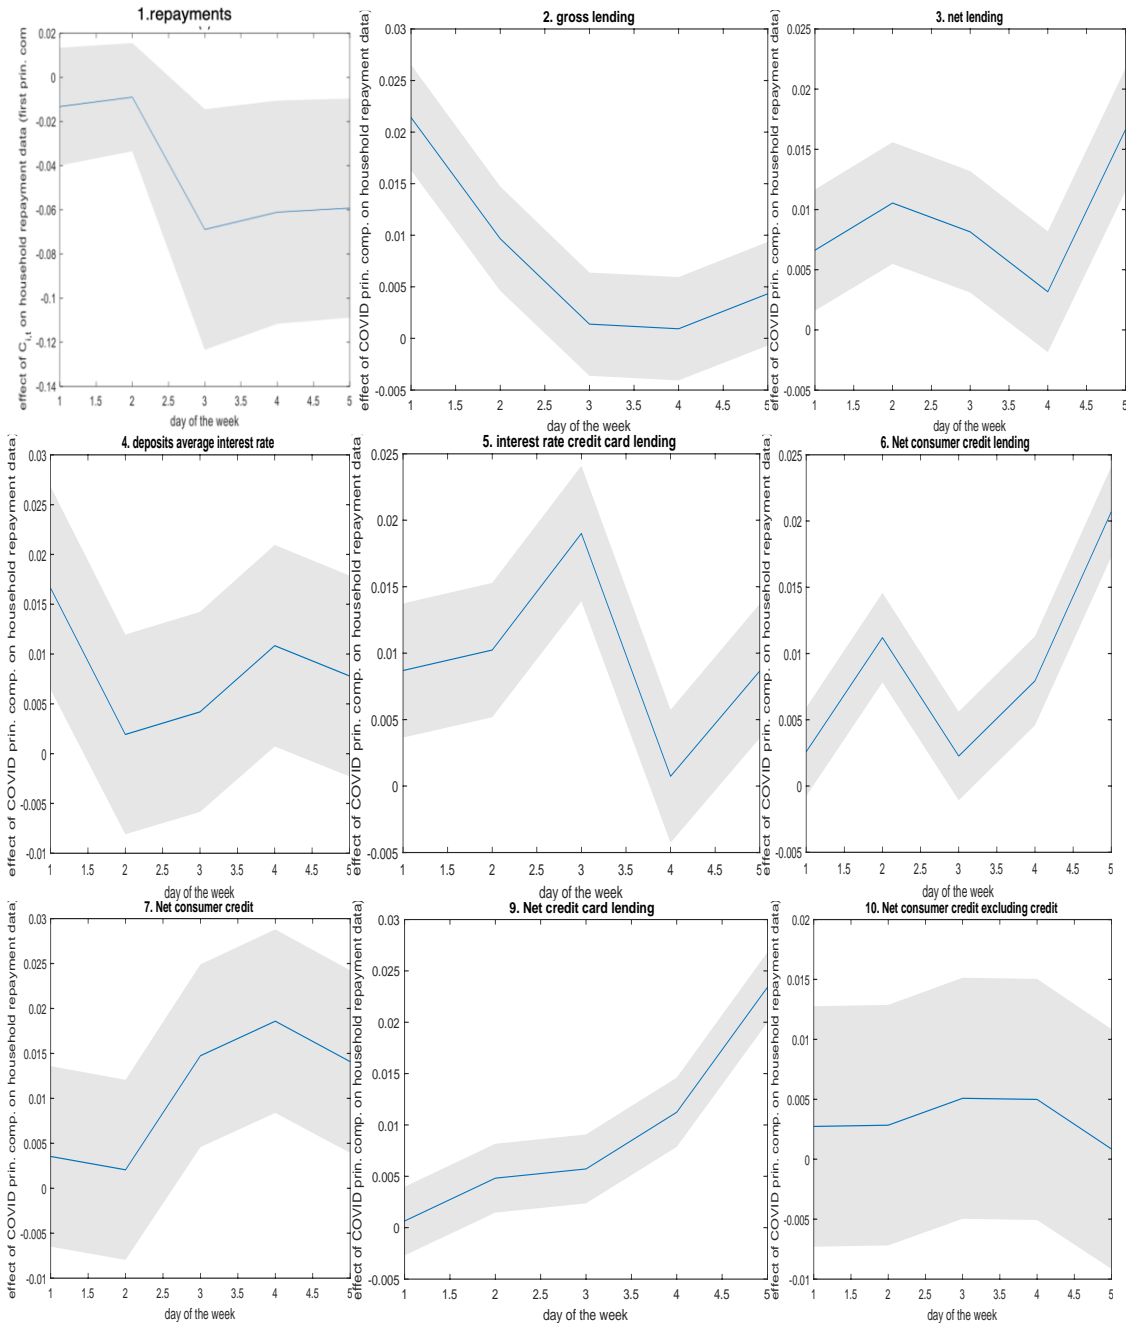 1.repayments
effect of C i,t on household repayment data (first prin. com
0.02
0
-0.02
-0.04
-0.06
-0.08
-0.1
-0.12
-0.14
1 1.5 2 2.5 3 3.5 4 4.5 5
day of the week
2. gross lending
effect of COVID prin. comp. on household repayment data)
0.03
0.025
0.02
0.015
0.01
0.005
0
-0.005
1 1.5 2 2.5 3 3.5 4 4.5 5
day of the week
3. net lending
effect of COVID prin. comp. on household repayment data)
0.025
0.02
0.015
0.01
0.005
0
-0.005
1 1.5 2 2.5 3 3.5 4 4.5 5
day of the week
4. deposits average interest rate
effect of COVID prin. comp. on household repayment data)
0.03
0.025
0.02
0.015
0.01
0.005
0
-0.005
-0.01
1 1.5 2 2.5 3 3.5 4 4.5 5
day of the week
5. interest rate credit card lending
effect of COVID prin. comp. on household repayment data)
0.025
0.02
0.015
0.01
0.005
0
-0.005
1 1.5 2 2.5 3 3.5 4 4.5 5
day of the week
6. Net consumer credit lending
effect of COVID prin. comp. on household repayment data)
0.025
0.02
0.015
0.01
0.005
0
-0.005
1 1.5 2 2.5 3 3.5 4 4.5 5
day of the week
7. Net consumer credit
effect of COVID prin. comp. on household repayment data)
0.03
0.025
0.02
0.015
0.01
0.005
0
-0.005
-0.01
1 1.5 2 2.5 3 3.5 4 4.5 5
day of the week
9. Net credit card lending
effect of COVID prin. comp. on household repayment data)
0.03
0.025
0.02
0.015
0.01
0.005
0
-0.005
1 1.5 2 2.5 3 3.5 4 4.5 5
day of the week
10. Net consumer credit excluding credit
effect of COVID prin. comp. on household repayment data)
0.02
0.015
0.01
0.005
0
-0.005
-0.01
1 1.5 2 2.5 3 3.5 4 4.5 5
day of the week